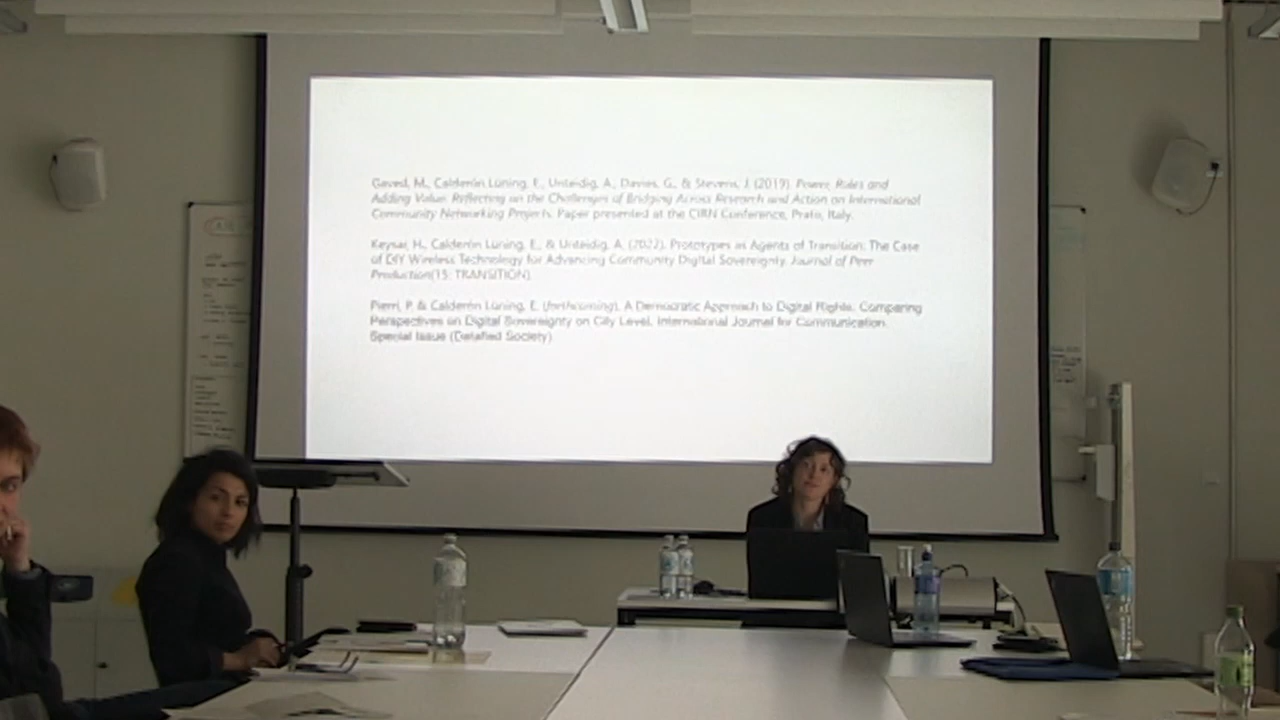 Gaved, M., Calderón Lüning, E., Unteidig, A., Davies, G., & Stevens, J. (2019). Power, Roles and
Adding Value: Reflecting on the Challenges of Bridging Across Research and Action on International
Community Networking Projects. Paper presented at the CIRN Conference, Prato, Italy.
Keysar, H., Calderón Lüning, E., & Unteidig, A. (2022). Prototypes as Agents of Transition: The Case
of DIY Wireless Technology for Advancing Community Digital Sovereignty. Journal of Peer
Production(15: TRANSITION).
Pierri, P. & Calderón Lüning, E. (forthcoming). A Democratic Approach to Digital Rights. Comparing
Perspectives on Digital Sovereignty on City Level. International Journal for Communication.
Special Issue (Datafied Society)